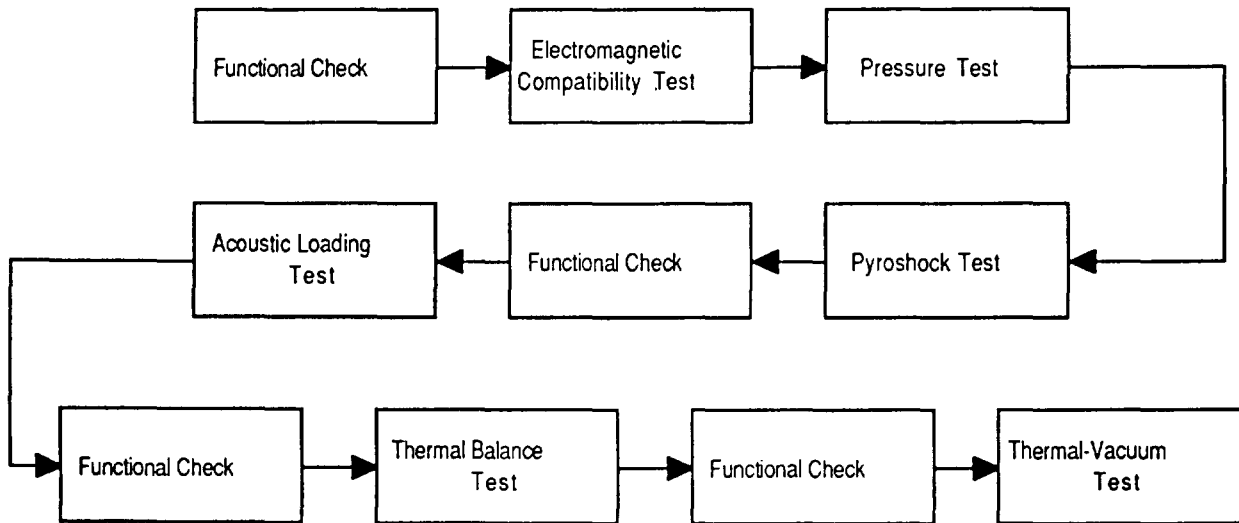 Functional Check
Electromagnetic
Compatibility .Test
Pressure Test
Acoustic Loading
Test
Functional Check
Pyroshock Test
Functional Check
Thermal Balance
Test
Functional Check
Thermal-Vacuum
Test